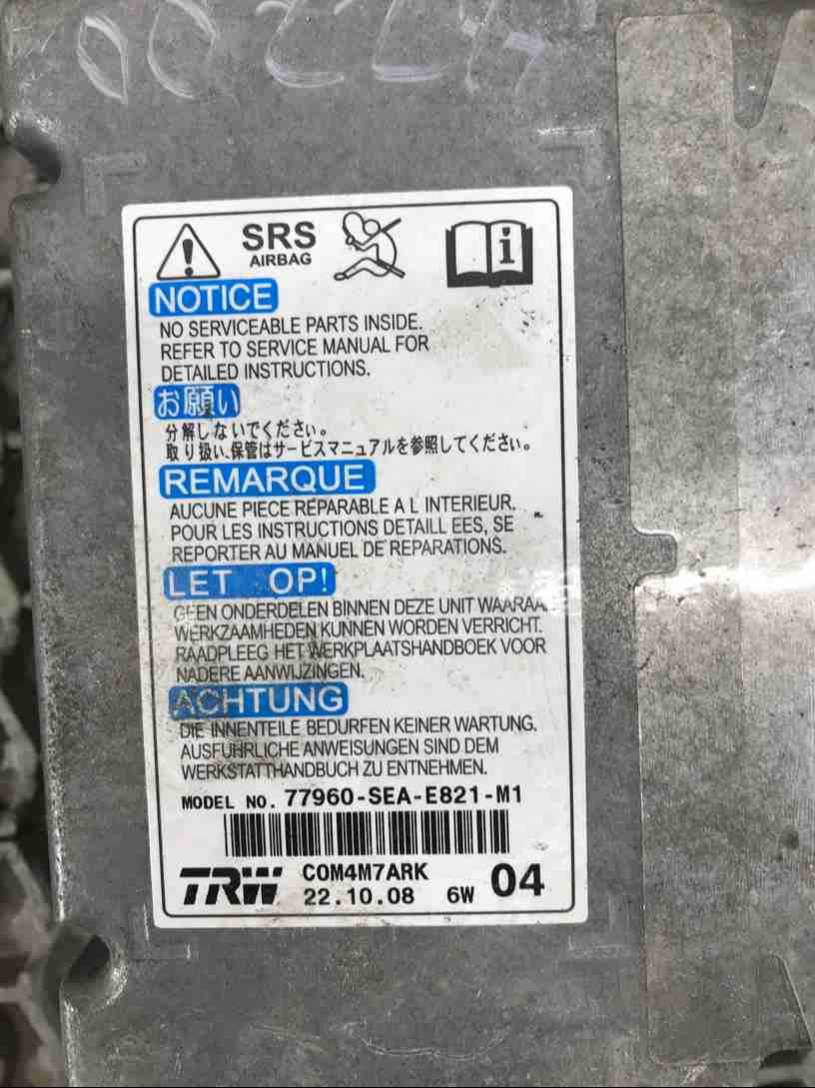 00224
SRS
AIRBAG
NOTICE
NO SERVICEABLE PARTS INSIDE.
REFER TO SERVICE MANUAL FOR
DETAILED INSTRUCTIONS.
お願い
分解しないでください。
取り扱い、保管はサービスマニュアルを参照してください。
REMARQUE
AUCUNE PIECE REPARABLE A L INTERIEUR.
POUR LES INSTRUCTIONS DETAILL EES, SE
REPORTER AU MANUEL DE REPARATIONS.
LET OP!
GEEN ONDERDELEN BINNEN DEZE UNIT WAARAA
WERKZAAMHEDEN KUNNEN WORDEN VERRICHT.
RAADPLEEG HET WERKPLAATSHANDBOEK VOOR
NADERE AANWIJZINGEN.
ACHTUNG
DIE INNENTEILE BEDURFEN KEINER WARTUNG.
AUSFUHRLICHE ANWEISUNGEN SIND DEM
WERKSTATTHANDBUCH ZU ENTNEHMEN.
MODEL NO. 77960-SEA-E821-M1
TRW COM4M7ARK
22.10.08 6W 04